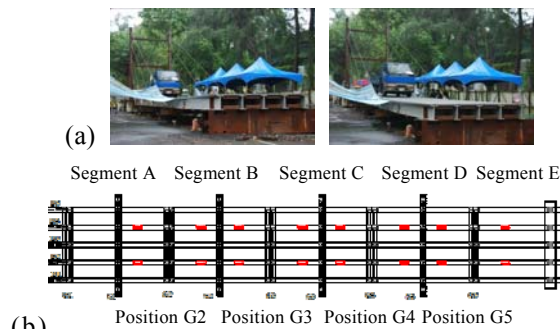 (a)
Segment A Segment B Segment C Segment D Segment E
(b)
Position G2 Position G3 Position G4 Position G5